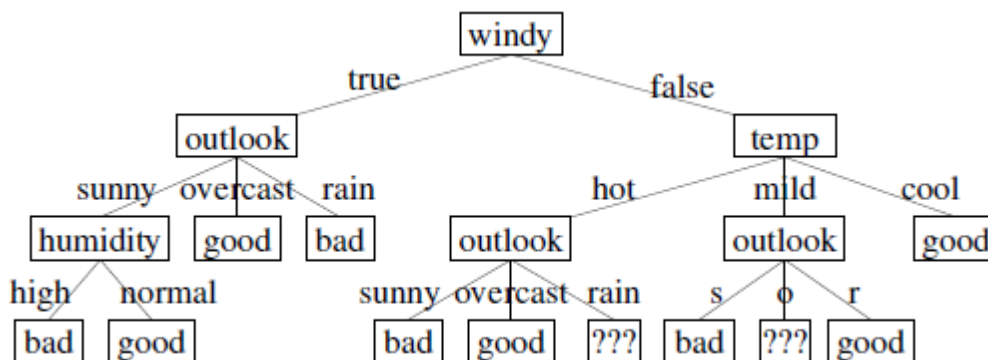 windy
true false
outlook temp
sunny overcast rain hot mild cool
humidity good bad outlook outlook good
high normal sunny overcast rain s o r
bad good bad good ??? bad ??? good